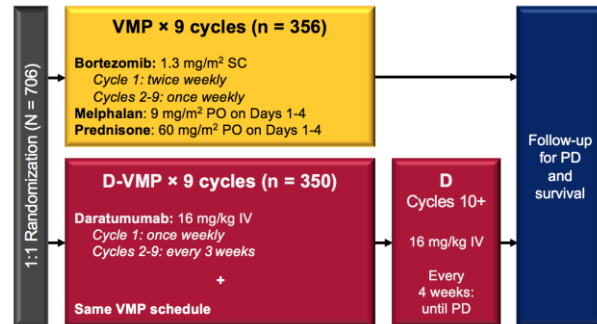 1:1 Randomization (N = 706)
VMP × 9 cycles (n = 356)
Bortezomib: 1.3 mg/m² SC
Cycle 1: twice weekly
Cycles 2-9: once weekly
Melphalan: 9 mg/m² PO on Days 1-4
Prednisone: 60 mg/m² PO on Days 1-4
D-VMP × 9 cycles (n = 350)
Daratumumab: 16 mg/kg IV
Cycle 1: once weekly
Cycles 2-9: every 3 weeks
+
Same VMP schedule
D
Cycles 10+
16 mg/kg IV
Every
4 weeks:
until PD
Follow-up
for PD
and
survival